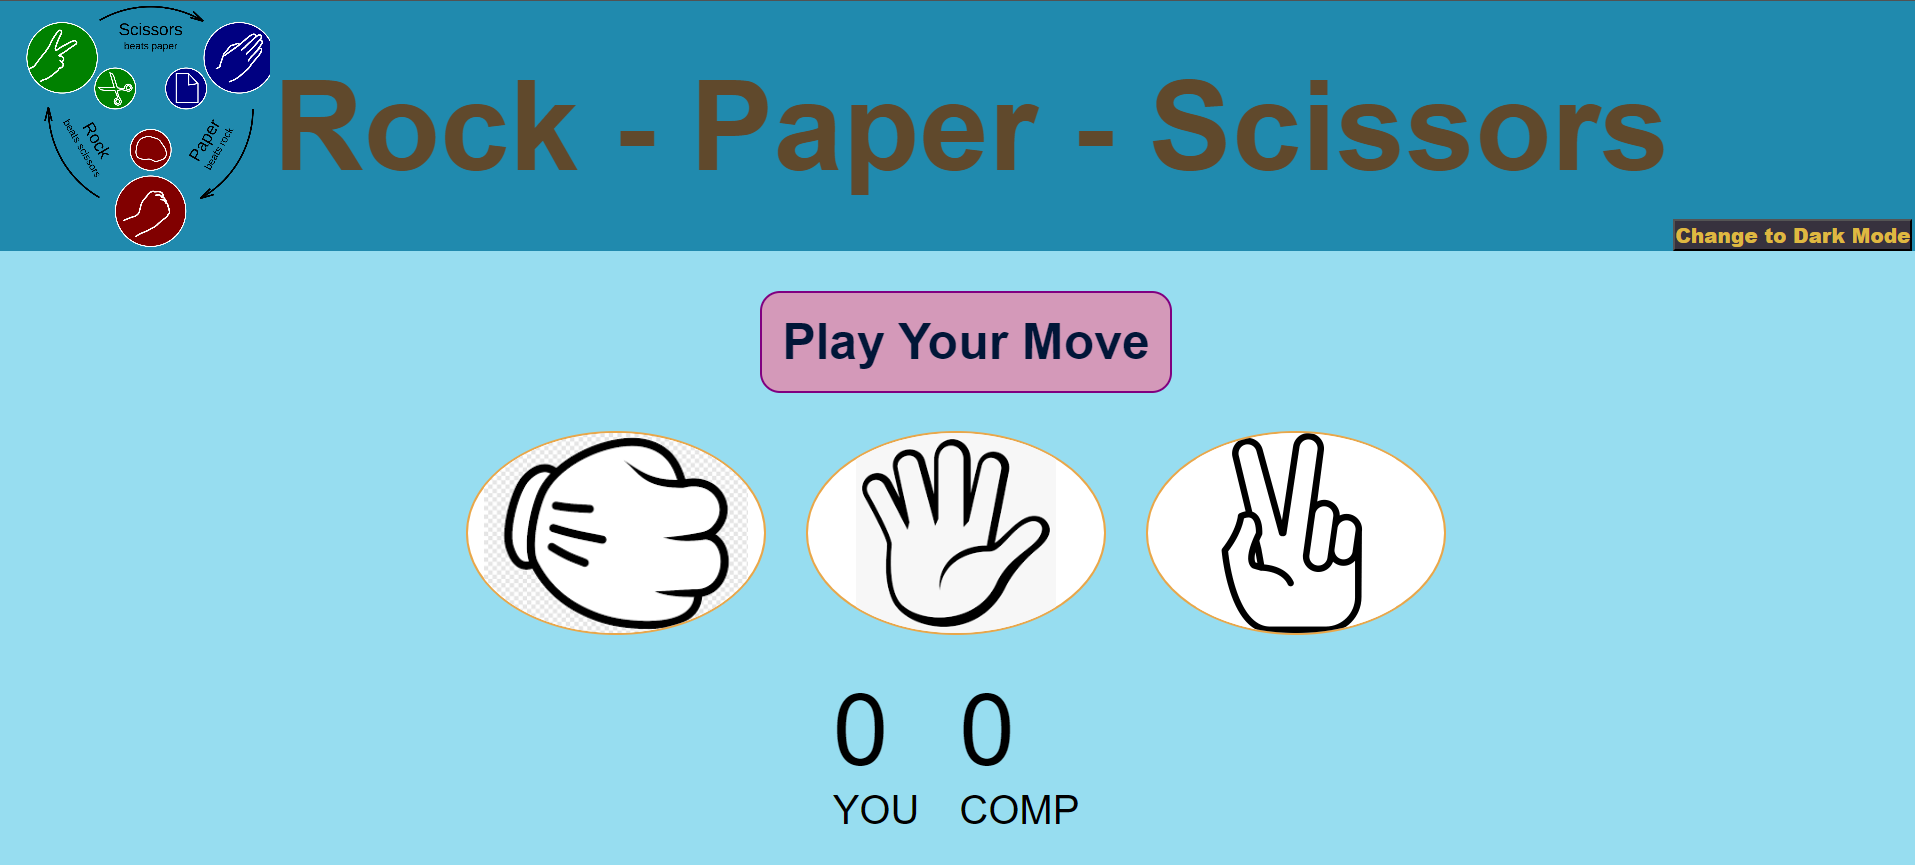 Scissors
beats paper
Rock
beats scissors
Paper
beats rock
Rock - Paper - Scissors
Change to Dark Mode
Play Your Move
0 0
YOU COMP